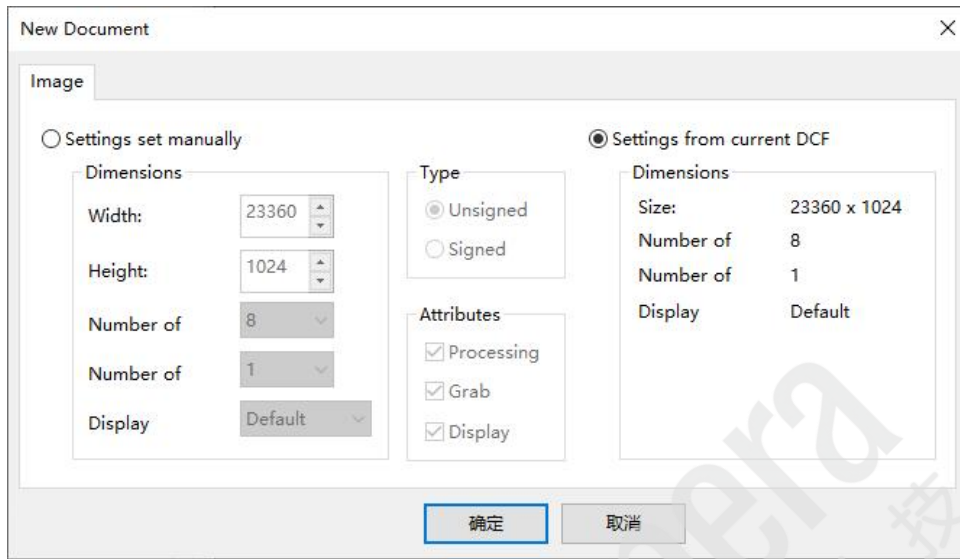 New Document
Image
Settings set manually
Settings from current DCF
Dimensions
Width:
23360
Height:
1024
Number of
8
Number of
1
Display
Default
Type
Unsigned
Signed
Attributes
Processing
Grab
Display
Dimensions
Size:
23360 x 1024
Number of
8
Number of
1
Display
Default
确定
取消
era
技